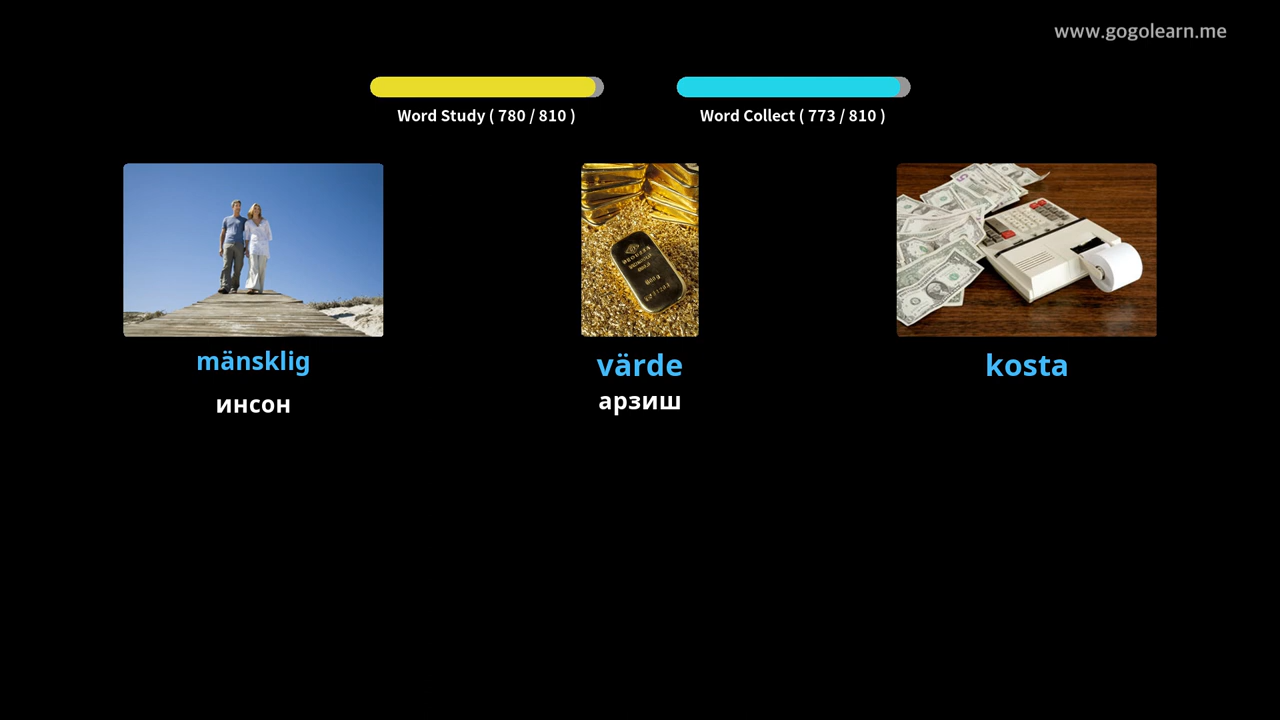 www.gogolearn.me
Word Study ( 780 / 810 )
Word Collect ( 773 / 810 )
mänsklig
värde
kosta
инсон
арзиш